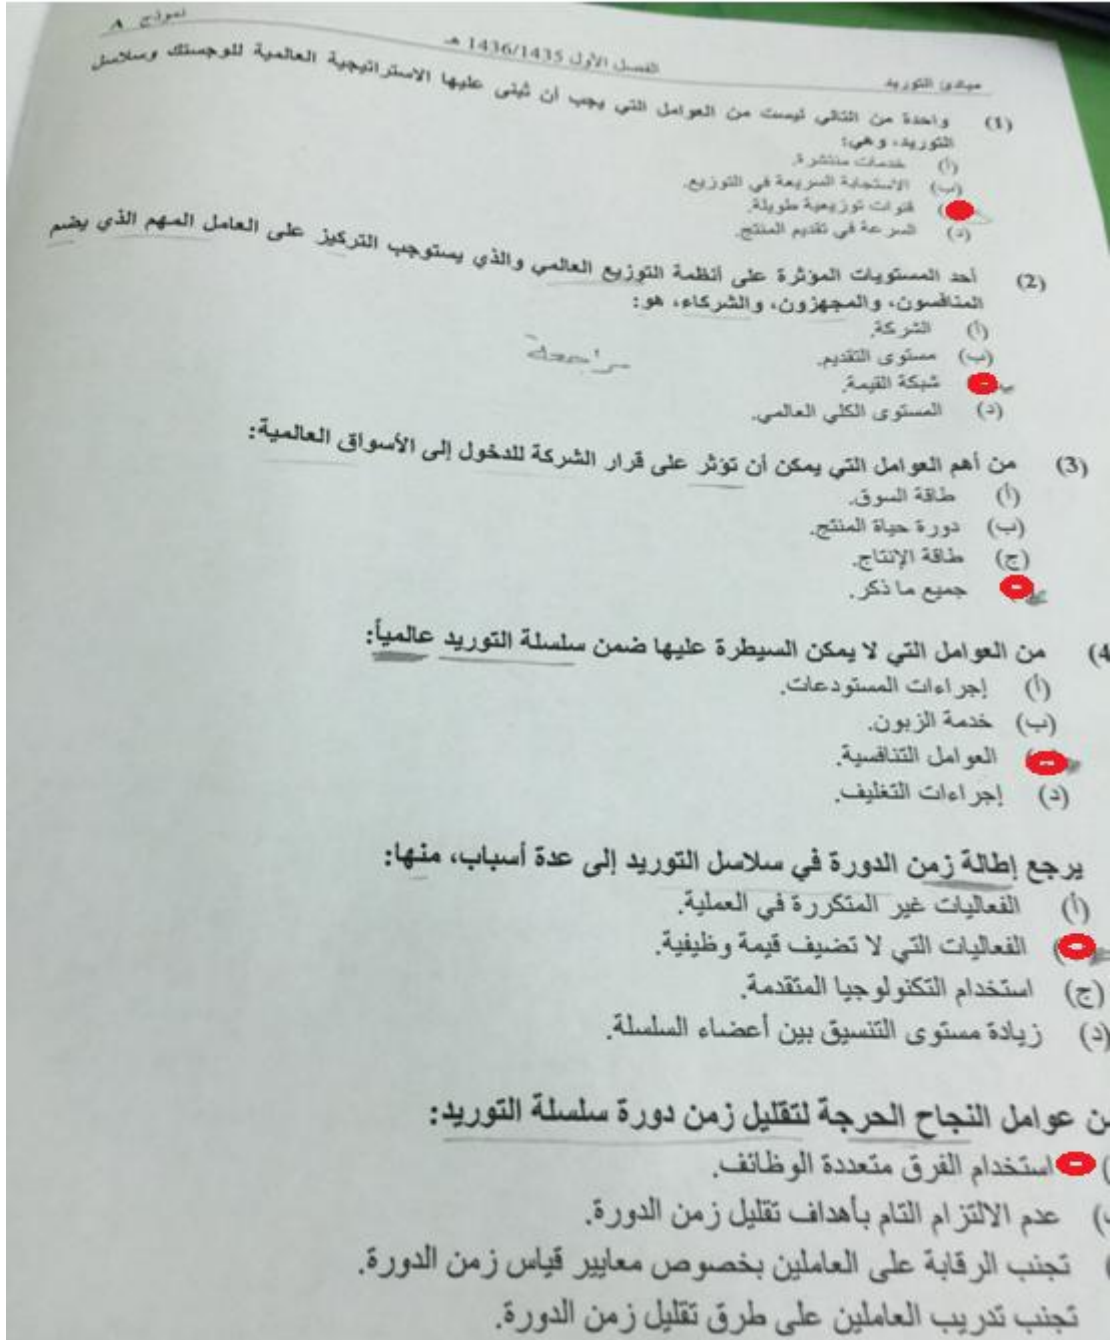 نموذج A
الفصل الأول 1436/1435 هـ
مبادئ التوريد
(1) واحدة من التالي ليست من العوامل التي يجب أن تُبنى عليها الاستراتيجية العالمية للوجستك وسلاسل
التوريد، وهي:
(أ) خدمات منتشرة.
(ب) الاستجابة السريعة في التوزيع.
قنوات توزيعية طويلة.
(د) السرعة في تقديم المنتج.
(2) أحد المستويات المؤثرة على أنظمة التوزيع العالمي والذي يستوجب التركيز على العامل المهم الذي يضم
المنافسون، والمجهزون، والشركاء، هو:
(أ) الشركة.
(ب) مستوى التقديم.
شبكة القيمة.
(د) المستوى الكلي العالمي.
مراجعة
(3) من أهم العوامل التي يمكن أن تؤثر على قرار الشركة للدخول إلى الأسواق العالمية:
(أ) طاقة السوق.
(ب) دورة حياة المنتج.
(ج) طاقة الإنتاج.
جميع ما ذكر.
4) من العوامل التي لا يمكن السيطرة عليها ضمن سلسلة التوريد عالمياً:
(أ) إجراءات المستودعات.
(ب) خدمة الزبون.
العوامل التنافسية.
(د) إجراءات التغليف.
يرجع إطالة زمن الدورة في سلاسل التوريد إلى عدة أسباب، منها:
(أ) الفعاليات غير المتكررة في العملية.
الفعاليات التي لا تضيف قيمة وظيفية.
(ج) استخدام التكنولوجيا المتقدمة.
(د) زيادة مستوى التنسيق بين أعضاء السلسلة.
ن عوامل النجاح الحرجة لتقليل زمن دورة سلسلة التوريد:
استخدام الفرق متعددة الوظائف.
عدم الالتزام التام بأهداف تقليل زمن الدورة.
تجنب الرقابة على العاملين بخصوص معايير قياس زمن الدورة.
تجنب تدريب العاملين على طرق تقليل زمن الدورة.